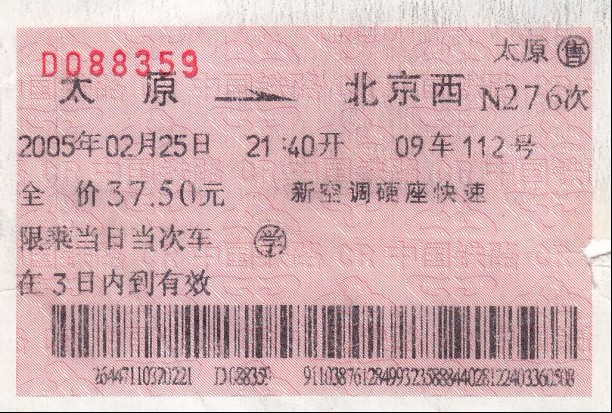 太原 售
D088359
太 原 北京西 N276次
2005年02月25日 21:40开 09车112号
全 价37.50元 新空调硬座快速
限乘当日当次车 学
在3日内到有效
26447110320221 D088359 91103876128499323588844028122403360508